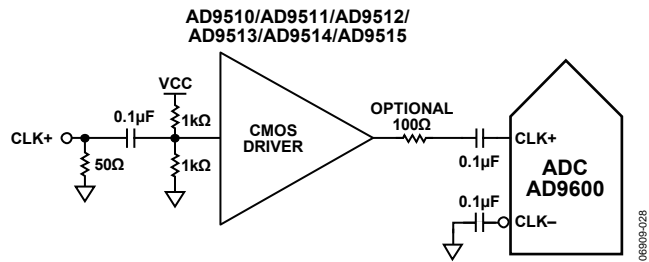 AD9510/AD9511/AD9512/
AD9513/AD9514/AD9515
VCC
0.1µF
1kΩ
CLK+
50Ω
1kΩ
CMOS
DRIVER
OPTIONAL
100Ω
0.1µF
CLK+
ADC
AD9600
0.1µF
CLK–
06909-028